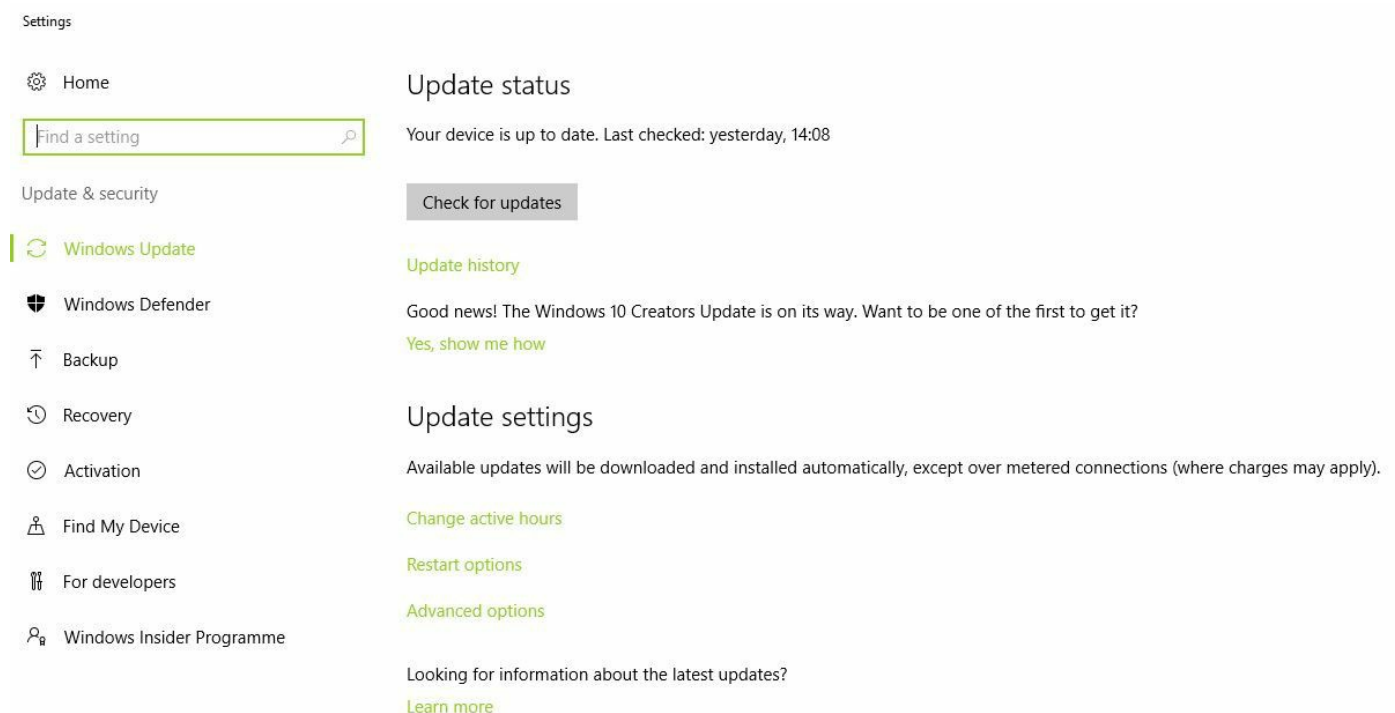 Settings
Home
Find a setting
Update & security
Windows Update
Windows Defender
Backup
Recovery
Activation
Find My Device
For developers
Windows Insider Programme
Update status
Your device is up to date. Last checked: yesterday, 14:08
Check for updates
Update history
Good news! The Windows 10 Creators Update is on its way. Want to be one of the first to get it?
Yes, show me how
Update settings
Available updates will be downloaded and installed automatically, except over metered connections (where charges may apply).
Change active hours
Restart options
Advanced options
Looking for information about the latest updates?
Learn more